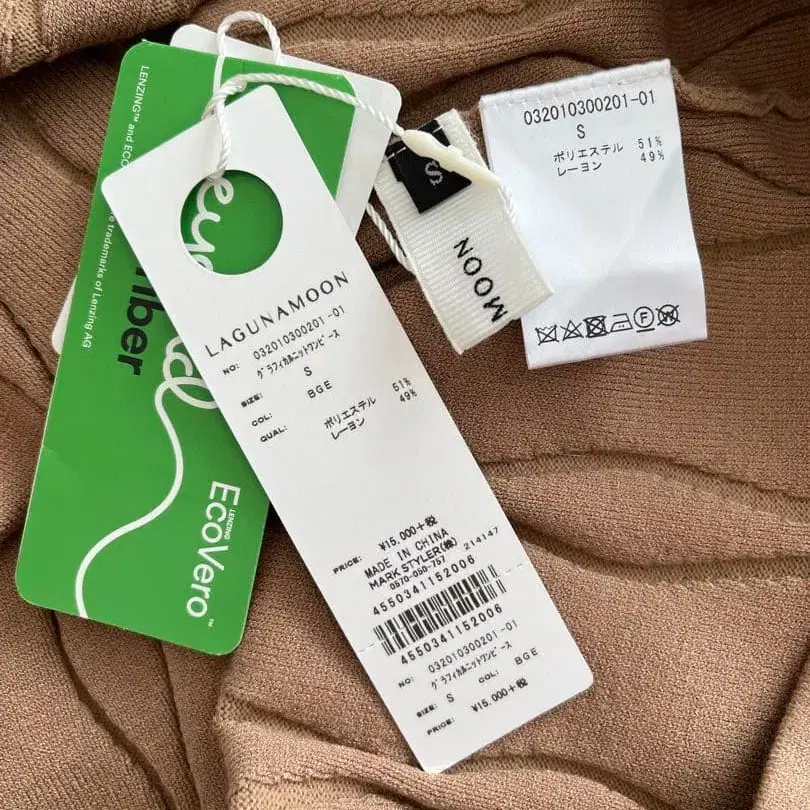 LENZING™ and ECO
to trademarks of Lenzing AG
mber
LENZING
ECOVERO™
LAGUNAMOON
NO: 032010300201-01
グラフィカルニットワンピース
SIZE: S
COL: BGE
QUAL: ポリエステル 51%
レーヨン 49%
PRICE: ¥15,000+税
MADE IN CHINA
MARK STYLER(株)
0570-050-757 214147
4550341152006
4550341152006
NO: 032010300201-01
グラフィカルニットワンピース
SIZE: S COL: BGE
PRICE: ¥15,000+税
S
MOON
032010300201-01
S
ポリエステル 51%
レーヨン 49%